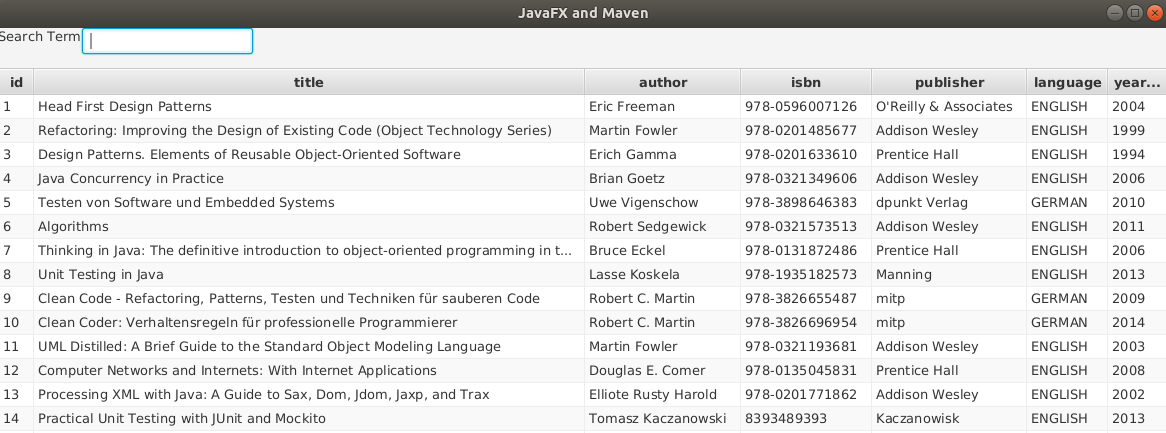 JavaFX and Maven
Search Term
id title author isbn publisher language year...
1 Head First Design Patterns Eric Freeman 978-0596007126 O'Reilly & Associates ENGLISH 2004
2 Refactoring: Improving the Design of Existing Code (Object Technology Series) Martin Fowler 978-0201485677 Addison Wesley ENGLISH 1999
3 Design Patterns. Elements of Reusable Object-Oriented Software Erich Gamma 978-0201633610 Prentice Hall ENGLISH 1994
4 Java Concurrency in Practice Brian Goetz 978-0321349606 Addison Wesley ENGLISH 2006
5 Testen von Software und Embedded Systems Uwe Vigenschow 978-3898646383 dpunkt Verlag GERMAN 2010
6 Algorithms Robert Sedgewick 978-0321573513 Addison Wesley ENGLISH 2011
7 Thinking in Java: The definitive introduction to object-oriented programming in t... Bruce Eckel 978-0131872486 Prentice Hall ENGLISH 2006
8 Unit Testing in Java Lasse Koskela 978-1935182573 Manning ENGLISH 2013
9 Clean Code - Refactoring, Patterns, Testen und Techniken für sauberen Code Robert C. Martin 978-3826655487 mitp GERMAN 2009
10 Clean Coder: Verhaltensregeln für professionelle Programmierer Robert C. Martin 978-3826696954 mitp GERMAN 2014
11 UML Distilled: A Brief Guide to the Standard Object Modeling Language Martin Fowler 978-0321193681 Addison Wesley ENGLISH 2003
12 Computer Networks and Internets: With Internet Applications Douglas E. Comer 978-0135045831 Prentice Hall ENGLISH 2008
13 Processing XML with Java: A Guide to Sax, Dom, Jdom, Jaxp, and Trax Elliote Rusty Harold 978-0201771862 Addison Wesley ENGLISH 2002
14 Practical Unit Testing with JUnit and Mockito Tomasz Kaczanowski 8393489393 Kaczanowisk ENGLISH 2013